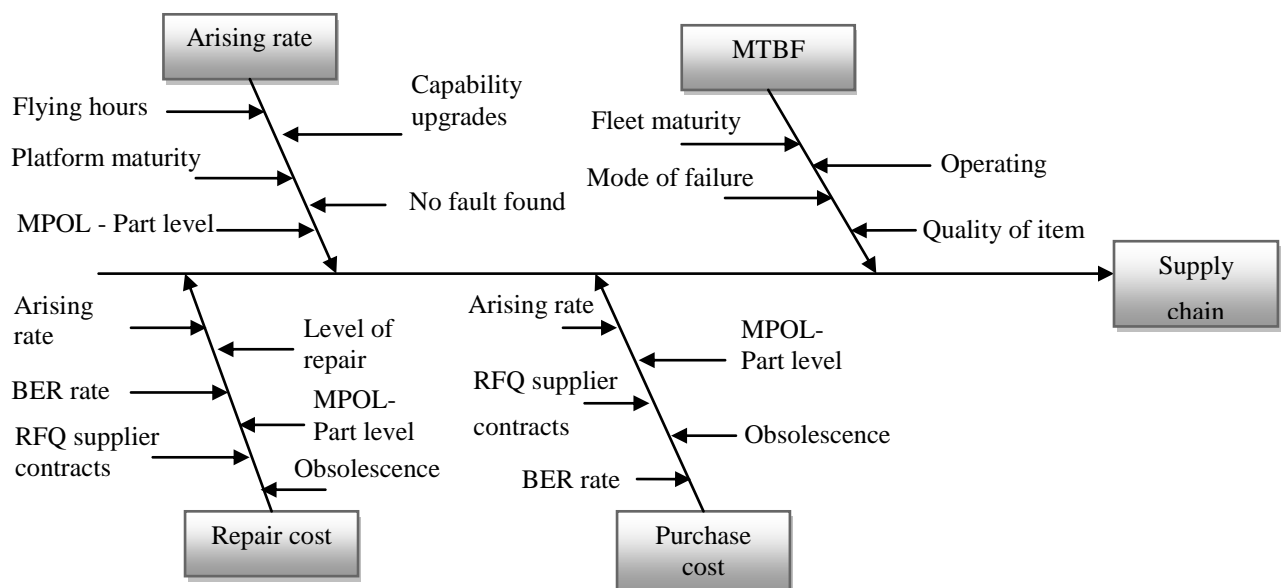 Arising rate
MTBF
Flying hours
Capability
upgrades
Platform maturity
No fault found
MPOL - Part level
Fleet maturity
Operating
Mode of failure
Quality of item
Supply
chain
Arising
rate
Level of
repair
BER rate
MPOL-
Part level
RFQ supplier
contracts
Obsolescence
Repair cost
Arising rate
MPOL-
Part level
RFQ supplier
contracts
Obsolescence
BER rate
Purchase
cost